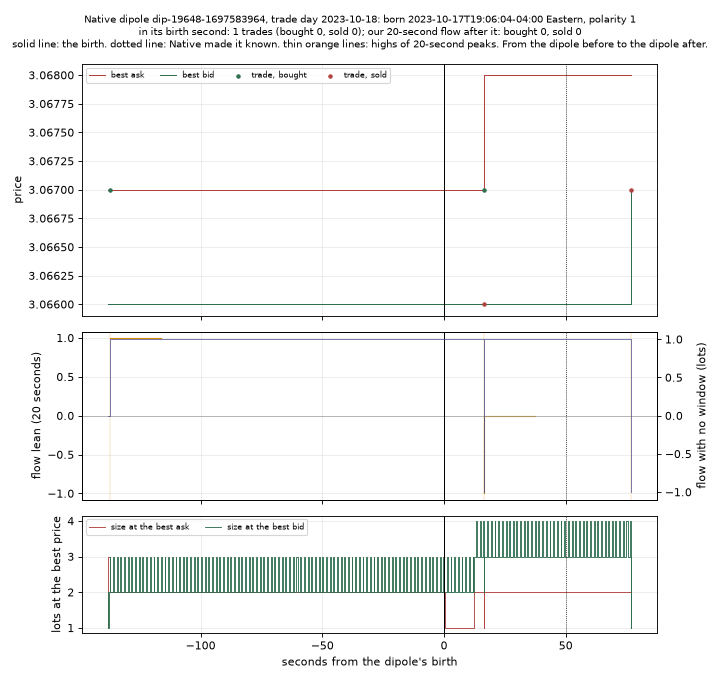 Native dipole dip-19648-1697583964, trade day 2023-10-18: born 2023-10-17T19:06:04-04:00 Eastern, polarity 1
in its birth second: 1 trades (bought 0, sold 0); our 20-second flow after it: bought 0, sold 0
solid line: the birth. dotted line: Native made it known. thin orange lines: highs of 20-second peaks. From the dipole before to the dipole after.
best ask
best bid
trade, bought
trade, sold
3.06800
3.06775
3.06750
3.06725
3.06700
3.06675
3.06650
3.06625
3.06600
price
1.0
0.5
0.0
−0.5
−1.0
flow lean (20 seconds)
1.0
0.5
0.0
−0.5
−1.0
flow with no window (lots)
size at the best ask
size at the best bid
4
3
2
1
lots at the best price
−100
−50
0
50
seconds from the dipole's birth